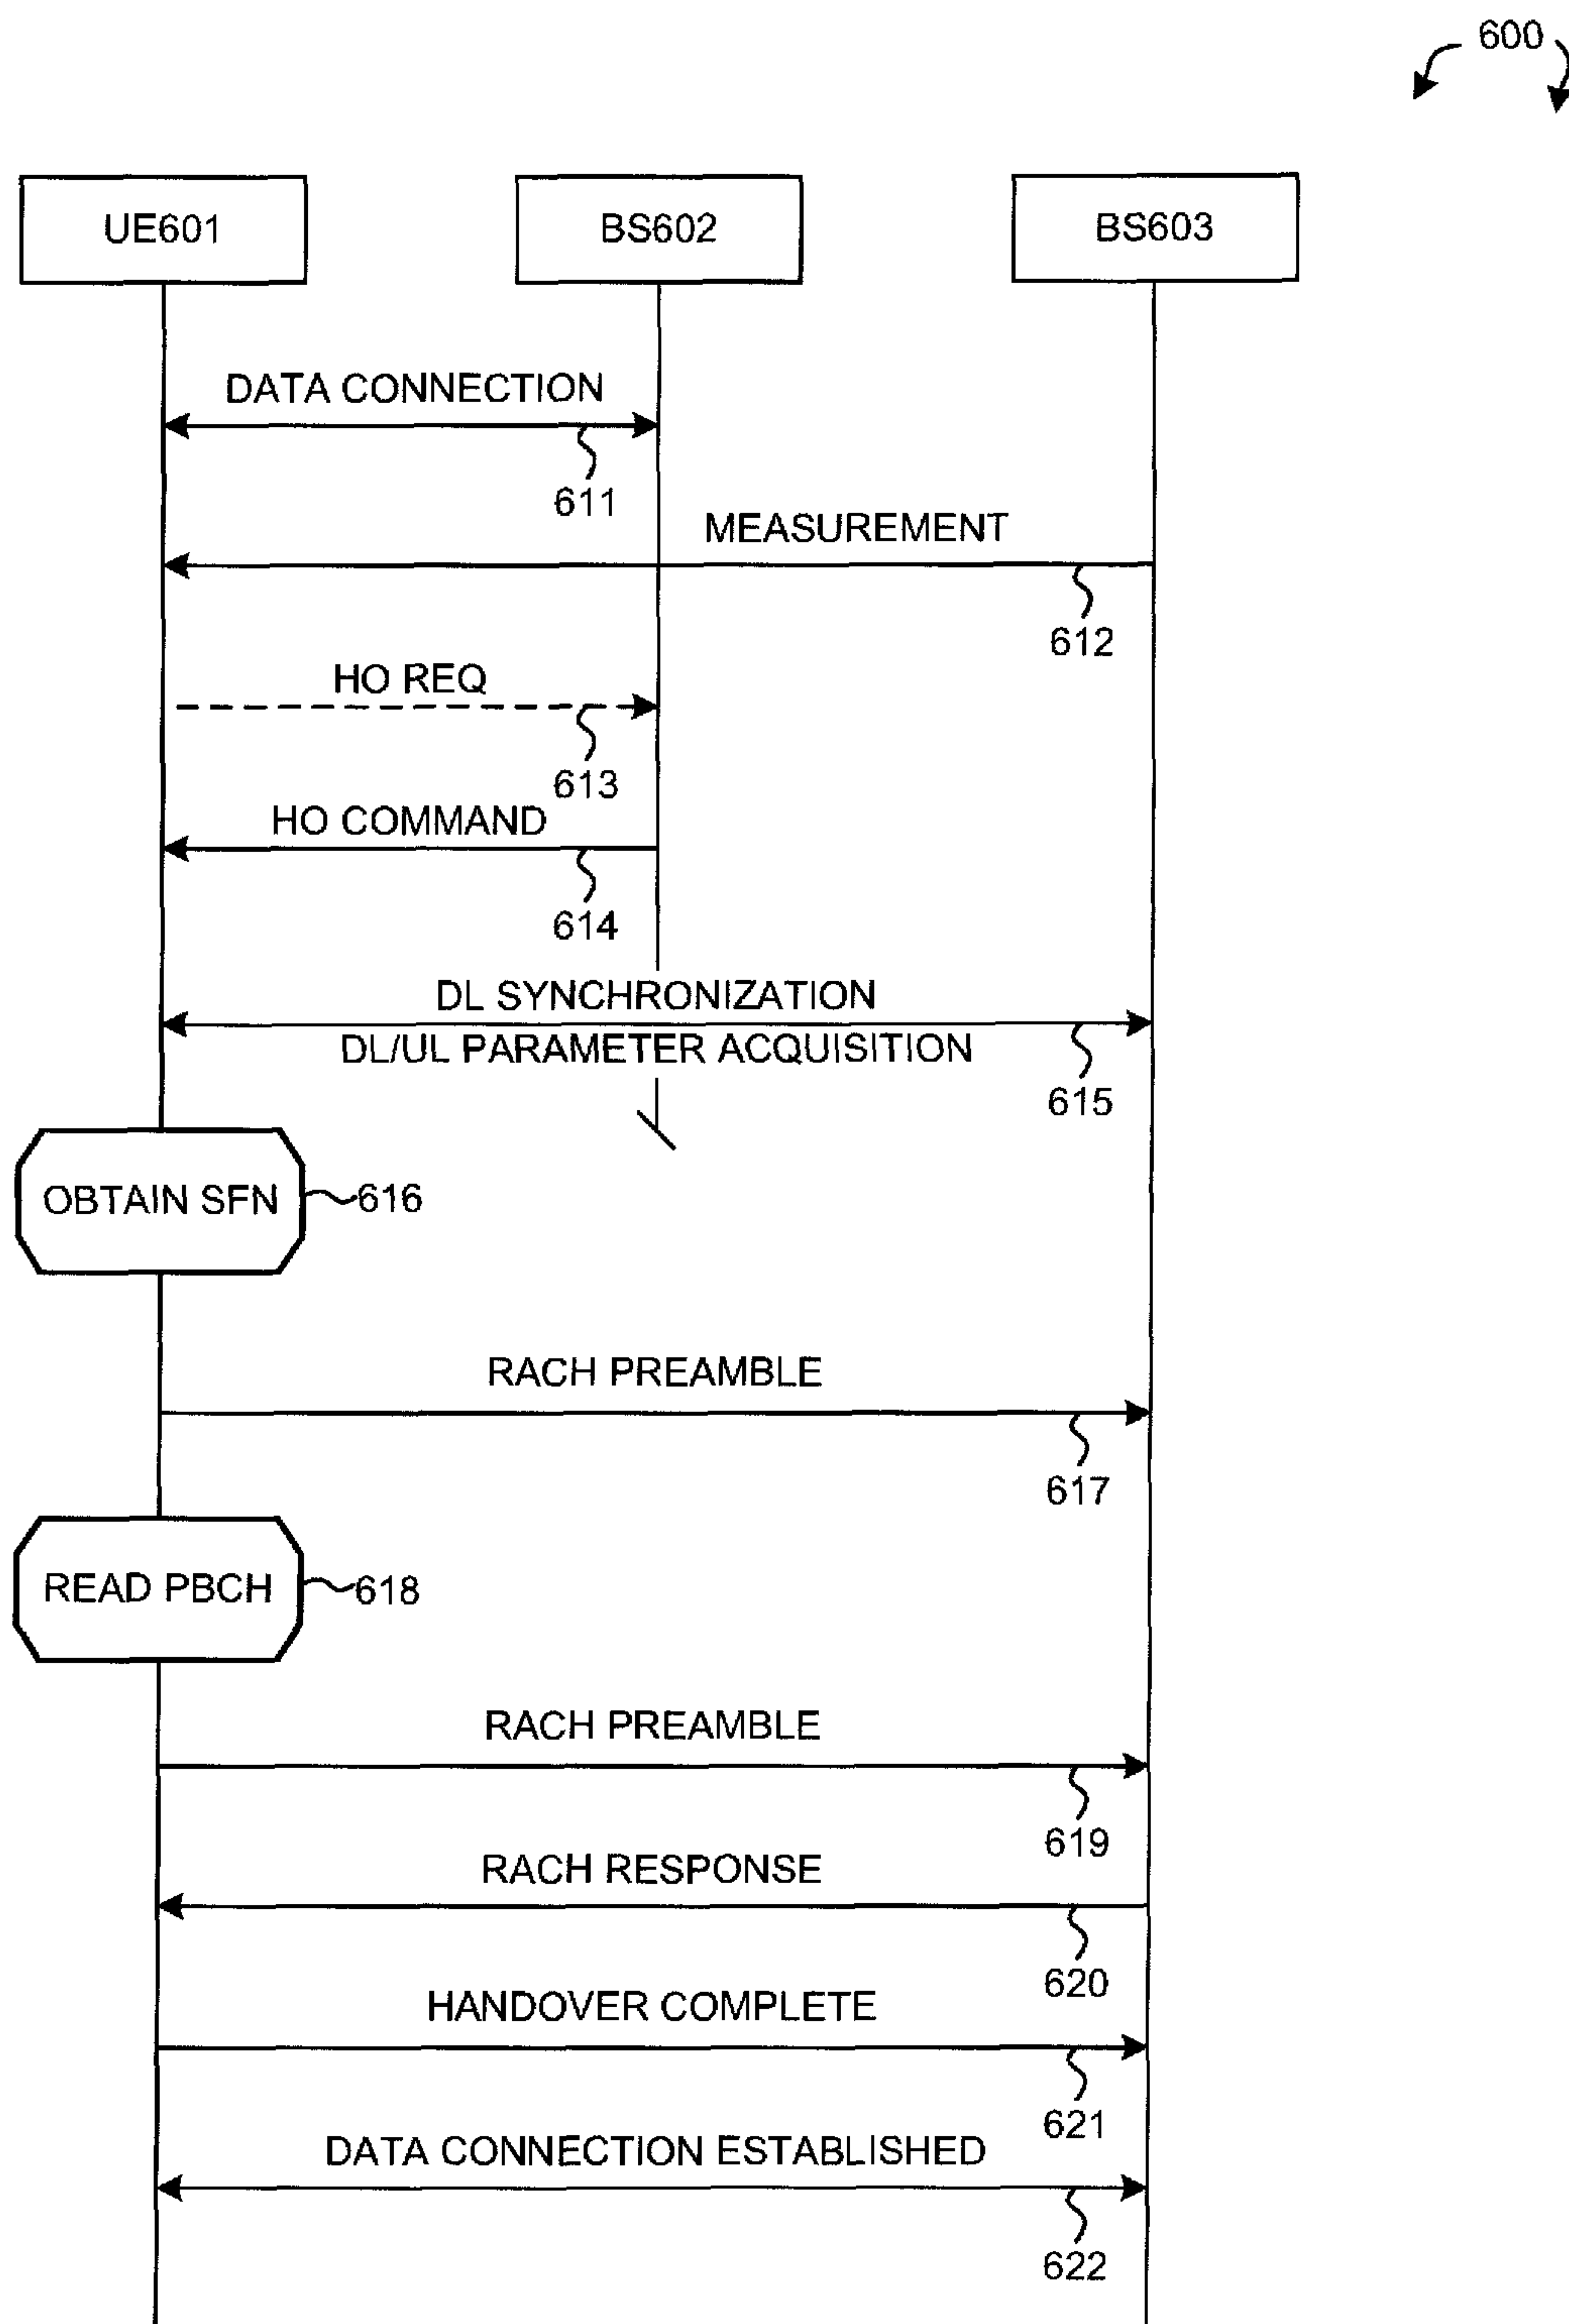 600
UE601
BS602
BS603
DATA CONNECTION
611
MEASUREMENT
612
HO REQ
613
HO COMMAND
614
DL SYNCHRONIZATION
DL/UL PARAMETER ACQUISITION
615
OBTAIN SFN
616
RACH PREAMBLE
617
READ PBCH
618
RACH PREAMBLE
619
RACH RESPONSE
620
HANDOVER COMPLETE
621
DATA CONNECTION ESTABLISHED
622